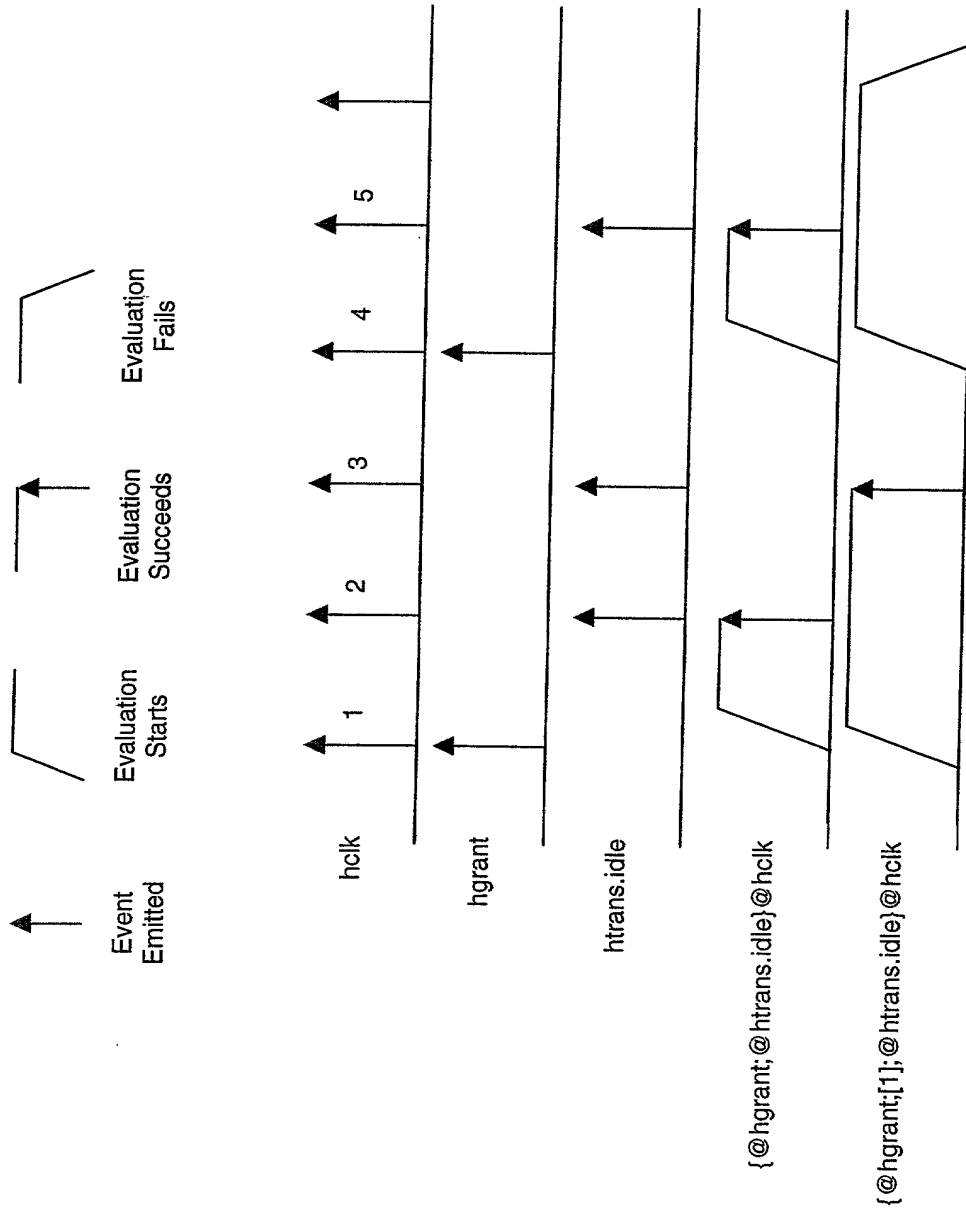 Event
Emitted
Evaluation
Starts
Evaluation
Succeeds
Evaluation
Fails
hclk
1
2
3
4
5
hgrant
htrans.idle
{@hgrant;@htrans.idle}@hclk
{@hgrant;[1];@htrans.idle}@hclk